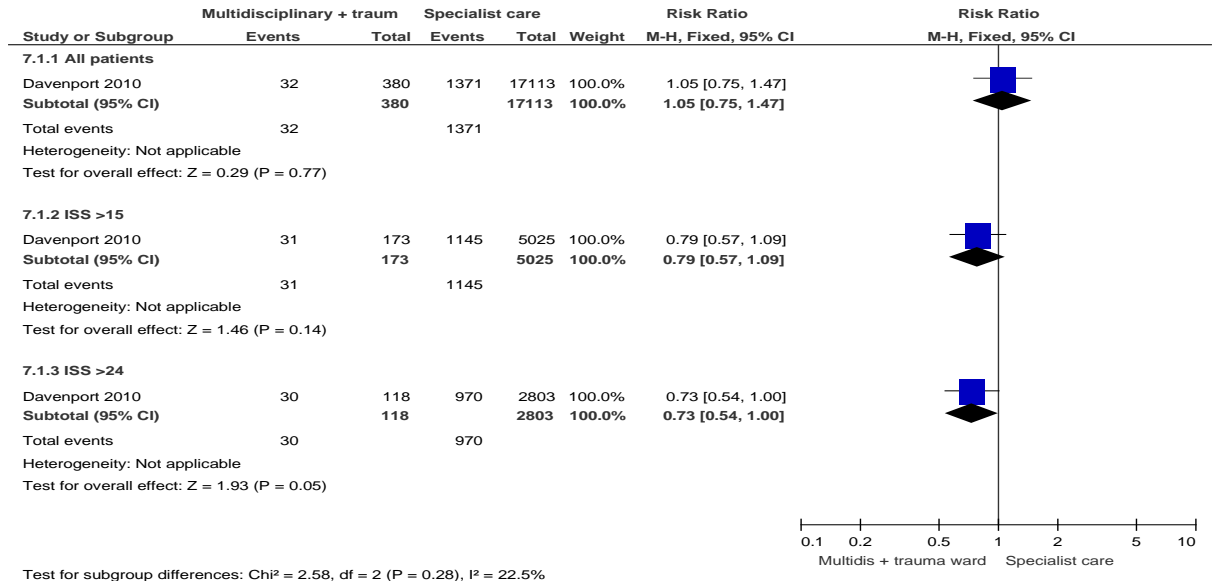 Multidisciplinary + traum Specialist care Risk Ratio Risk Ratio
Study or Subgroup Events Total Events Total Weight M-H, Fixed, 95% CI M-H, Fixed, 95% CI
7.1.1 All patients
Davenport 2010 32 380 1371 17113 100.0% 1.05 [0.75, 1.47]
Subtotal (95% CI) 380 17113 100.0% 1.05 [0.75, 1.47]
Total events 32 1371
Heterogeneity: Not applicable
Test for overall effect: Z = 0.29 (P = 0.77)
7.1.2 ISS >15
Davenport 2010 31 173 1145 5025 100.0% 0.79 [0.57, 1.09]
Subtotal (95% CI) 173 5025 100.0% 0.79 [0.57, 1.09]
Total events 31 1145
Heterogeneity: Not applicable
Test for overall effect: Z = 1.46 (P = 0.14)
7.1.3 ISS >24
Davenport 2010 30 118 970 2803 100.0% 0.73 [0.54, 1.00]
Subtotal (95% CI) 118 2803 100.0% 0.73 [0.54, 1.00]
Total events 30 970
Heterogeneity: Not applicable
Test for overall effect: Z = 1.93 (P = 0.05)
0.1 0.2 0.5 1 2 5 10
Multidis + trauma ward Specialist care
Test for subgroup differences: Chi² = 2.58, df = 2 (P = 0.28), I² = 22.5%